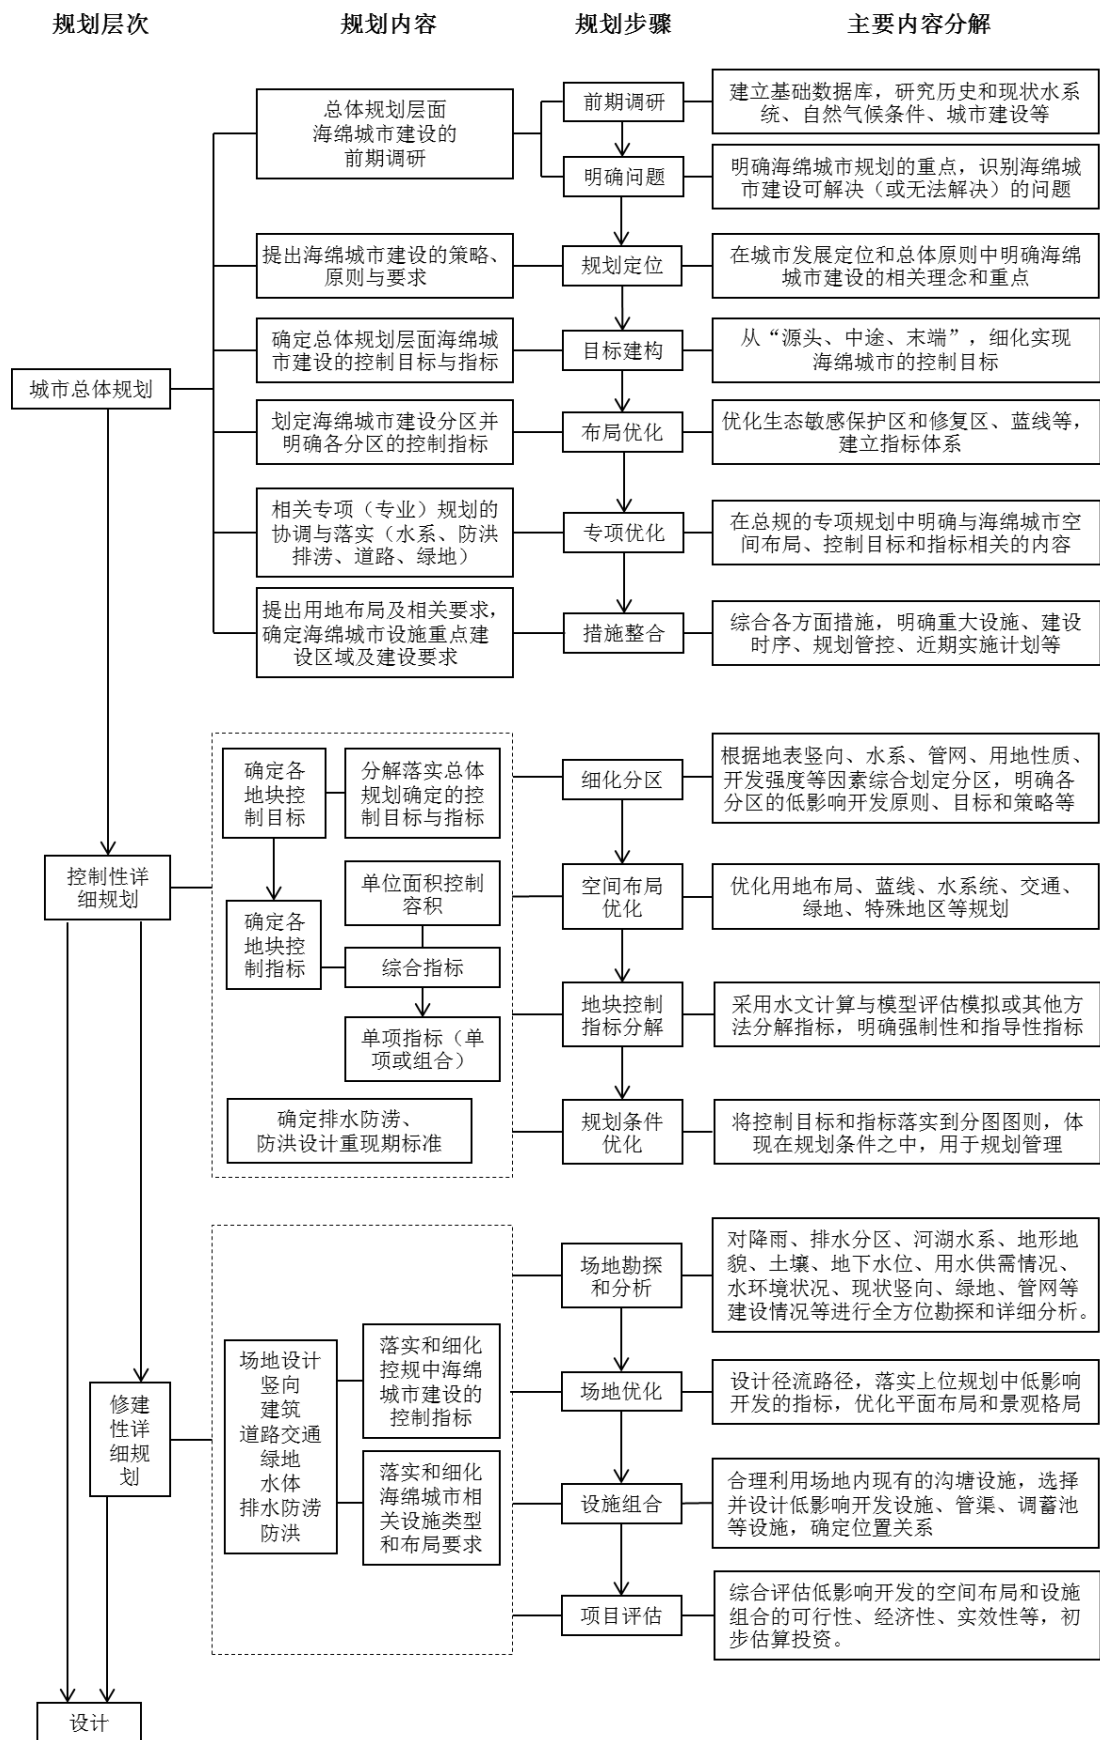 规划层次
规划内容
规划步骤
主要内容分解
总体规划层面
海绵城市建设的
前期调研
前期调研
建立基础数据库，研究历史和现状水系
统、自然气候条件、城市建设等
明确问题
明确海绵城市规划的重点，识别海绵城
市建设可解决（或无法解决）的问题
提出海绵城市建设的策略、
原则与要求
规划定位
在城市发展定位和总体原则中明确海绵
城市建设的相关理念和重点
确定总体规划层面海绵城
市建设的控制目标与指标
目标建构
从“源头、中途、末端”，细化实现
海绵城市的控制目标
城市总体规划
划定海绵城市建设分区并
明确各分区的控制指标
布局优化
优化生态敏感保护区和修复区、蓝线等，
建立指标体系
相关专项（专业）规划的
协调与落实（水系、防洪
排涝、道路、绿地）
专项优化
在总规的专项规划中明确与海绵城市空
间布局、控制目标和指标相关的内容
提出用地布局及相关要求，
确定海绵城市设施重点建
设区域及建设要求
措施整合
综合各方面措施，明确重大设施、建设
时序、规划管控、近期实施计划等
确定各
地块控
制目标
分解落实总体
规划确定的控
制目标与指标
细化分区
根据地表竖向、水系、管网、用地性质、
开发强度等因素综合划定分区，明确各
分区的低影响开发原则、目标和策略等
控制性详
细规划
单位面积控制
容积
空间布局
优化
优化用地布局、蓝线、水系统、交通、
绿地、特殊地区等规划
确定各
地块控
制指标
综合指标
单项指标（单
项或组合）
地块控制
指标分解
采用水文计算与模型评估模拟或其他方
法分解指标，明确强制性和指导性指标
确定排水防涝、
防洪设计重现期标准
规划条件
优化
将控制目标和指标落实到分图图则，体
现在规划条件之中，用于规划管理
场地勘探
和分析
对降雨、排水分区、河湖水系、地形地
貌、土壤、地下水位、用水供需情况、
水环境状况、现状竖向、绿地、管网等
建设情况等进行全方位勘探和详细分析。
修建
性详
细规
划
场地设计
竖向
建筑
道路交通
绿地
水体
排水防涝
防洪
落实和细化
控规中海绵
城市建设的
控制指标
场地优化
设计径流路径，落实上位规划中低影响
开发的指标，优化平面布局和景观格局
落实和细化
海绵城市相
关设施类型
和布局要求
设施组合
合理利用场地内现有的沟塘设施，选择
并设计低影响开发设施、管渠、调蓄池
等设施，确定位置关系
项目评估
综合评估低影响开发的空间布局和设施
组合的可行性、经济性、实效性等，初
步估算投资。
设计